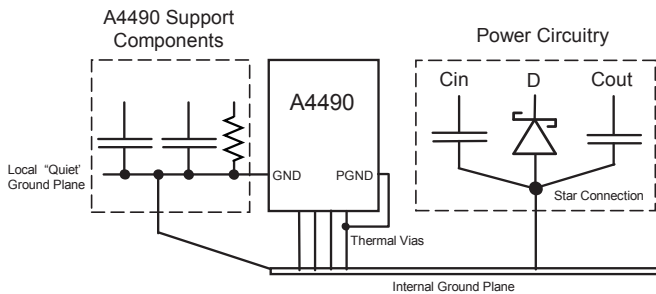 A4490 Support
Components
Power Circuitry
Cin
D
Cout
A4490
Local “Quiet’
Ground Plane
GND
PGND
Star Connection
Thermal Vias
Internal Ground Plane